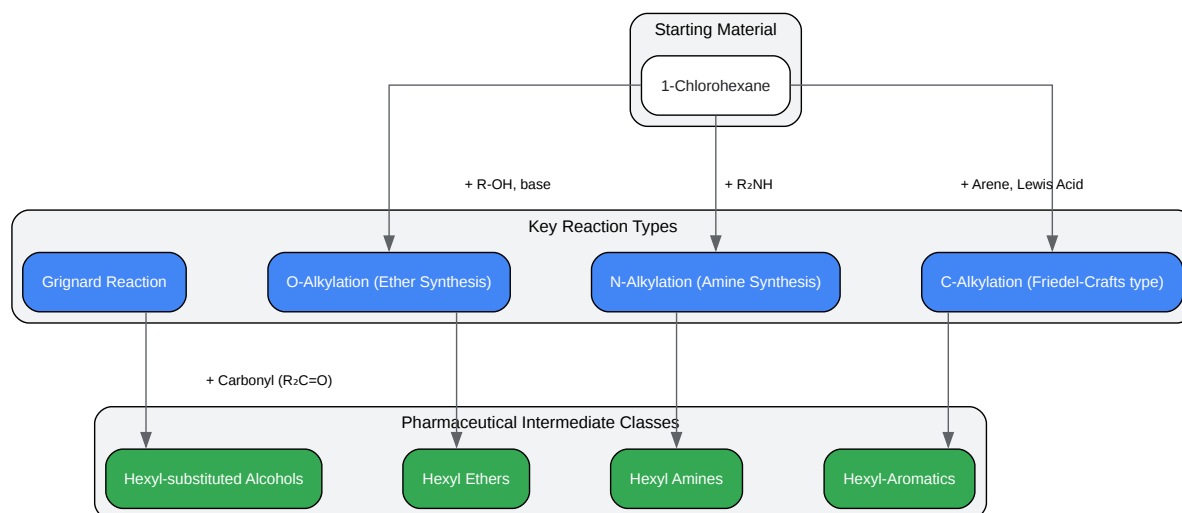 Starting Material
1-Chlorohexane
+ R-OH, base
+ R₂NH
+ Arene, Lewis Acid
Key Reaction Types
Grignard Reaction
O-Alkylation (Ether Synthesis)
N-Alkylation (Amine Synthesis)
C-Alkylation (Friedel-Crafts type)
+ Carbonyl (R₂C=O)
Pharmaceutical Intermediate Classes
Hexyl-substituted Alcohols
Hexyl Ethers
Hexyl Amines
Hexyl-Aromatics